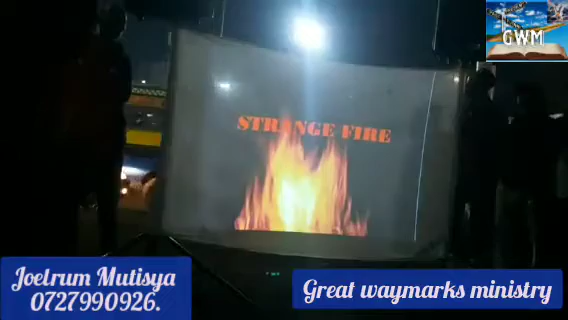 GWM
STRANGE FIRE
Joelrum Mutisya
0727990926.
Great waymarks ministry